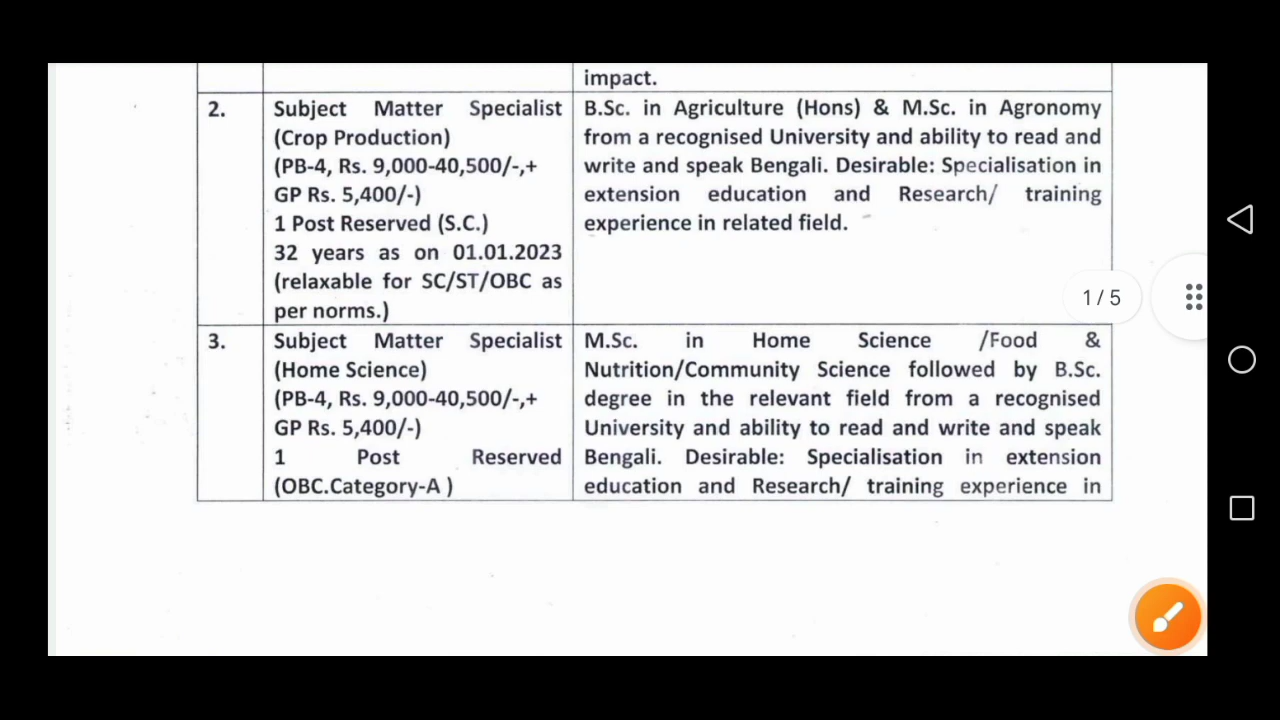 impact.
2.
Subject Matter Specialist
(Crop Production)
(PB-4, Rs. 9,000-40,500/-,+
GP Rs. 5,400/-)
1 Post Reserved (S.C.)
32 years as on 01.01.2023
(relaxable for SC/ST/OBC as
per norms.)
B.Sc. in Agriculture (Hons) & M.Sc. in Agronomy
from a recognised University and ability to read and
write and speak Bengali. Desirable: Specialisation in
extension education and Research/ training
experience in related field.
3.
Subject Matter Specialist
(Home Science)
(PB-4, Rs. 9,000-40,500/-,+
GP Rs. 5,400/-)
1 Post Reserved
(OBC.Category-A )
M.Sc. in Home Science /Food &
Nutrition/Community Science followed by B.Sc.
degree in the relevant field from a recognised
University and ability to read and write and speak
Bengali. Desirable: Specialisation in extension
education and Research/ training experience in
1 / 5